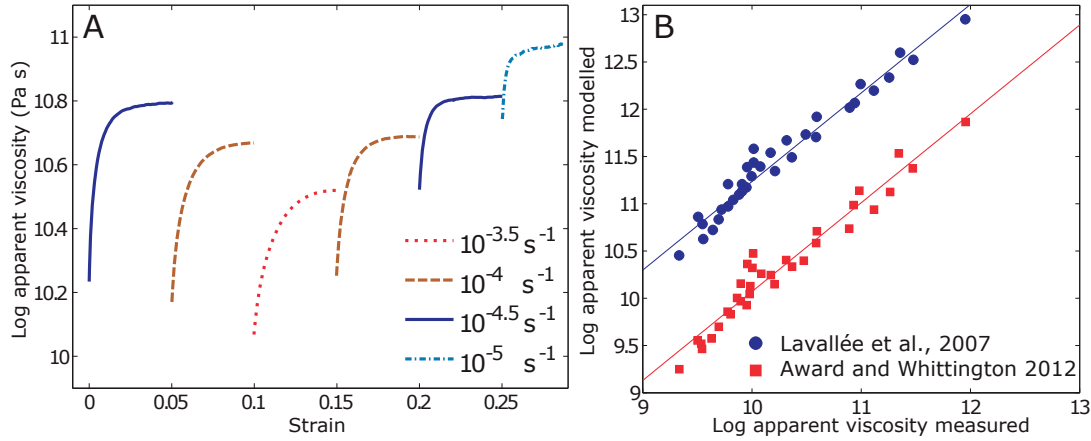 A
Log apparent viscosity (Pa s)
11
10.8
10.6
10.4
10.2
10
0 0.05 0.1 0.15 0.2 0.25
Strain
10^-3.5 s^-1
10^-4 s^-1
10^-4.5 s^-1
10^-5 s^-1
B
Log apparent viscosity modelled
13
12.5
12
11.5
11
10.5
10
9.5
9
9 10 11 12 13
Log apparent viscosity measured
Lavallée et al., 2007
Award and Whittington 2012